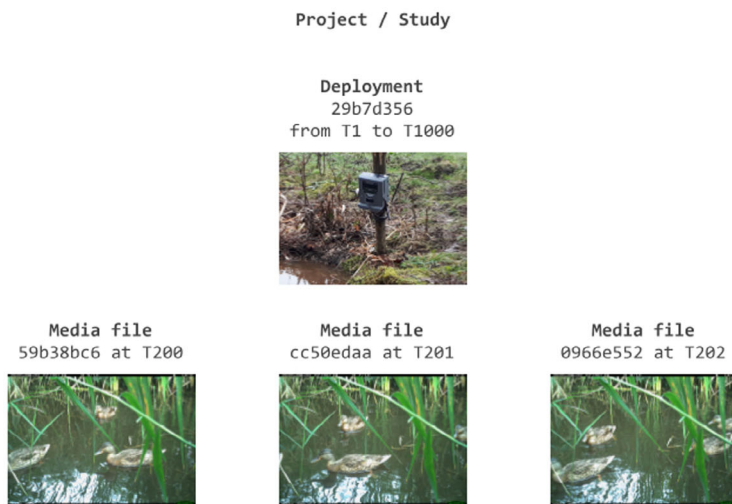 Project / Study
Deployment
29b7d356
from T1 to T1000
Media file
59b38bc6 at T200
Media file
cc50edaa at T201
Media file
0966e552 at T202